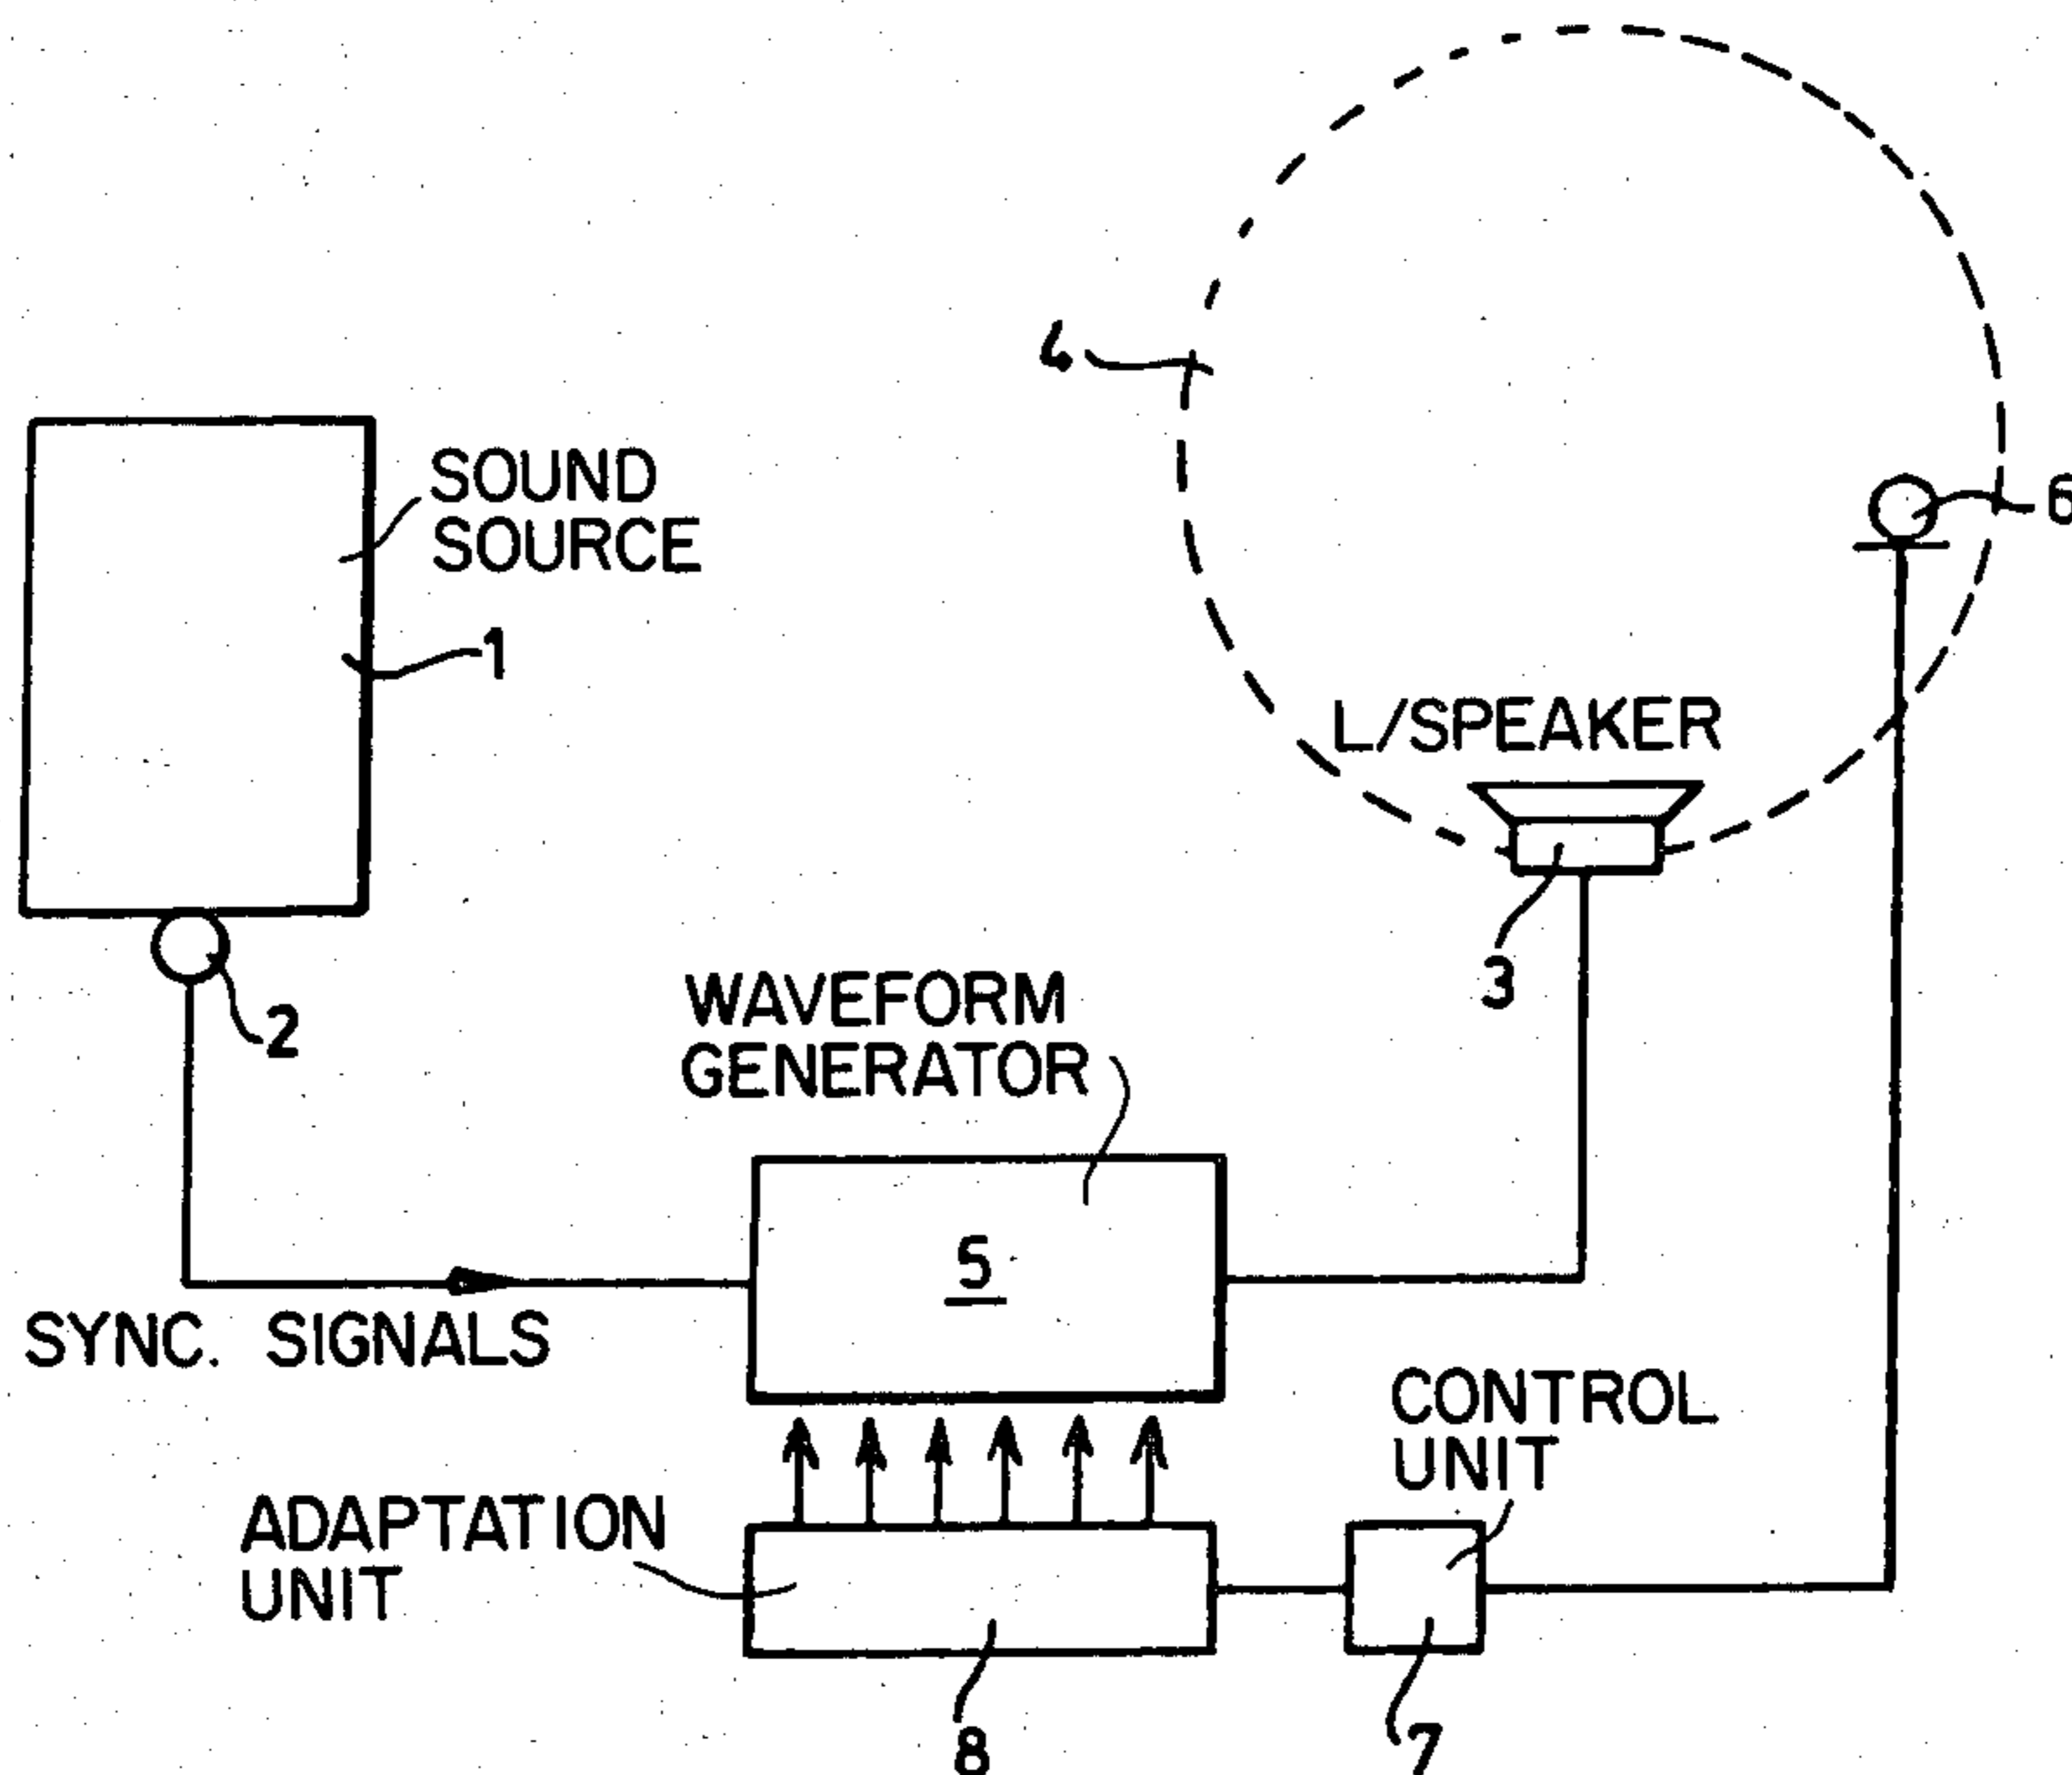 4
SOUND
SOURCE
6
1
L/SPEAKER
3
2
WAVEFORM
GENERATOR
5
SYNC. SIGNALS
CONTROL
UNIT
ADAPTATION
UNIT
8
7